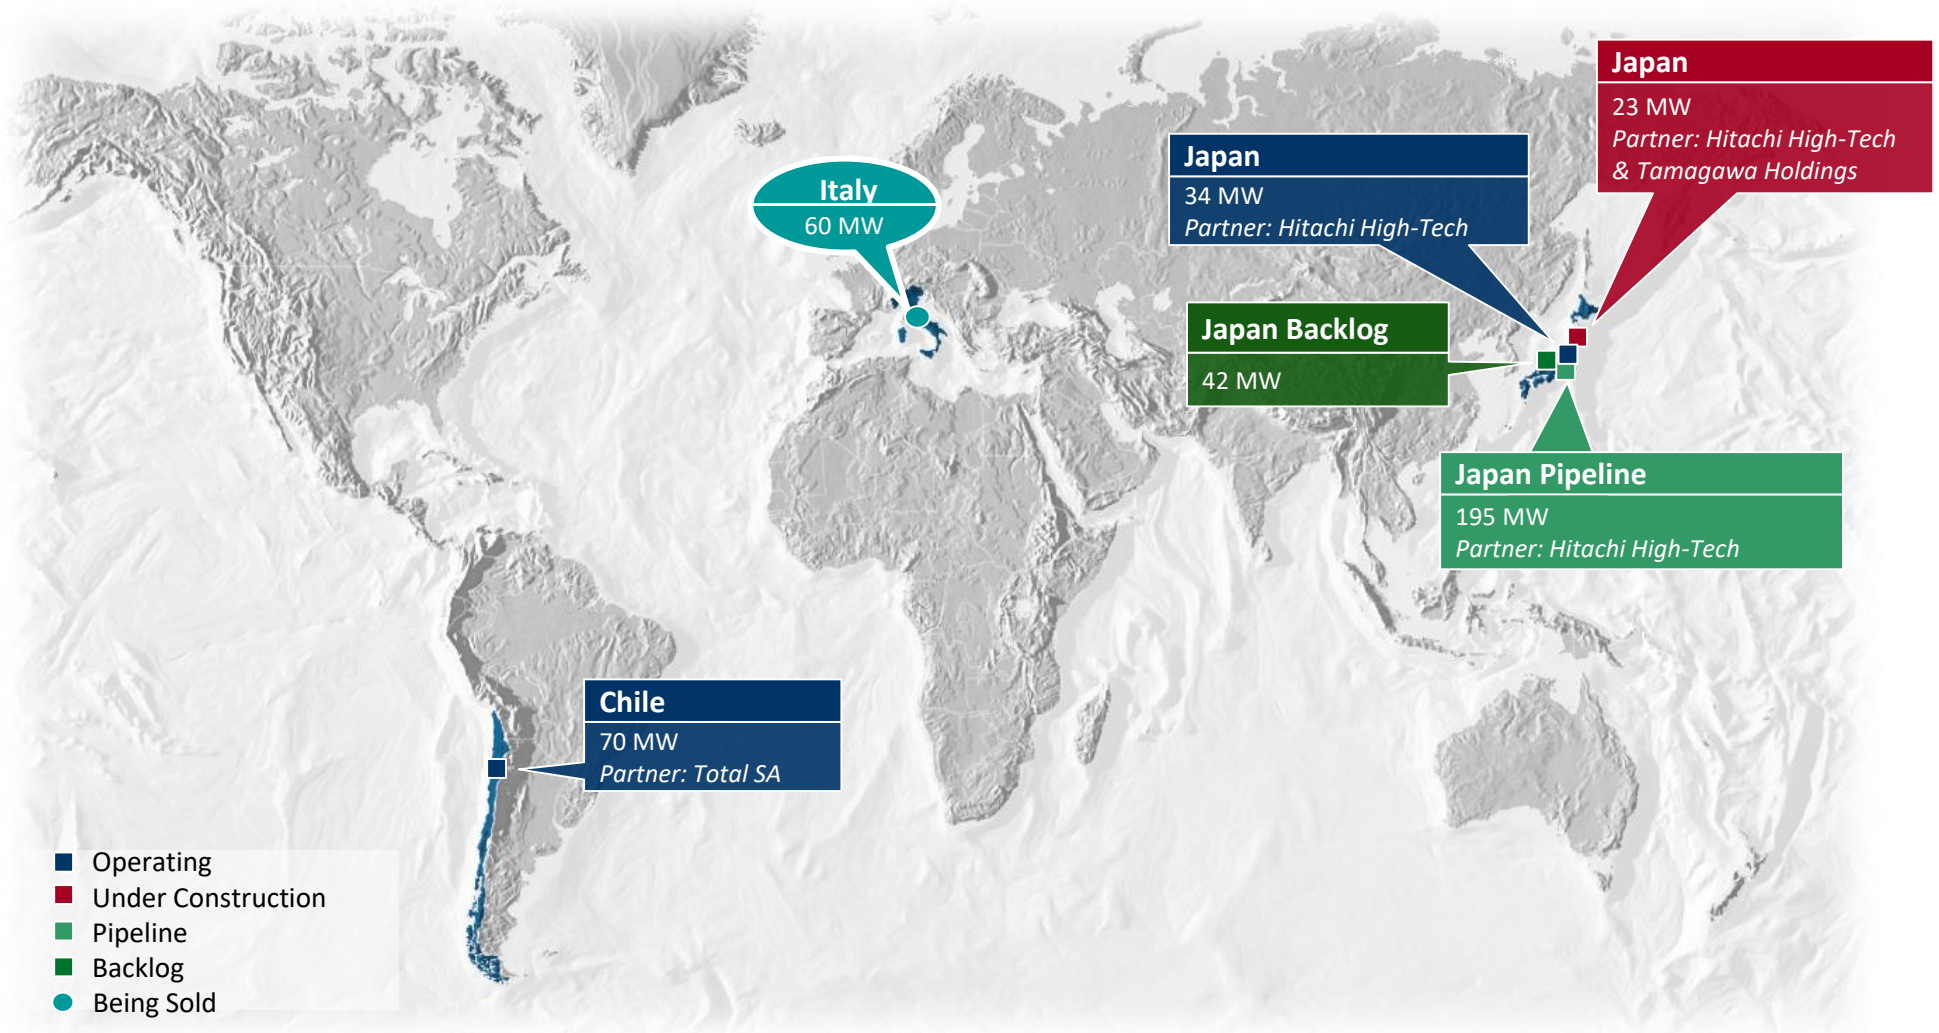 Japan
23 MW
Partner: Hitachi High-Tech
& Tamagawa Holdings
Japan
34 MW
Partner: Hitachi High-Tech
Italy
60 MW
Japan Backlog
42 MW
Japan Pipeline
195 MW
Partner: Hitachi High-Tech
Chile
70 MW
Partner: Total SA
Operating
Under Construction
Pipeline
Backlog
Being Sold